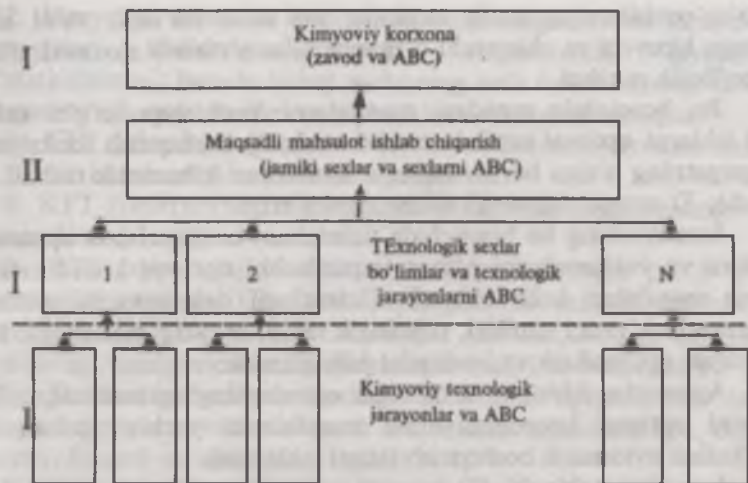 I
Kimyoviy korxona
(zavod va ABC)
II
Maqsadli mahsulot ishlab chiqarish
(jamiki sexlar va sexlarni ABC)
I
1
2
TExnologik sexlar
bo'limlar va texnologik
jarayonlarni ABC
N
I
Kimyoviy texnologik
jarayonlar va ABC